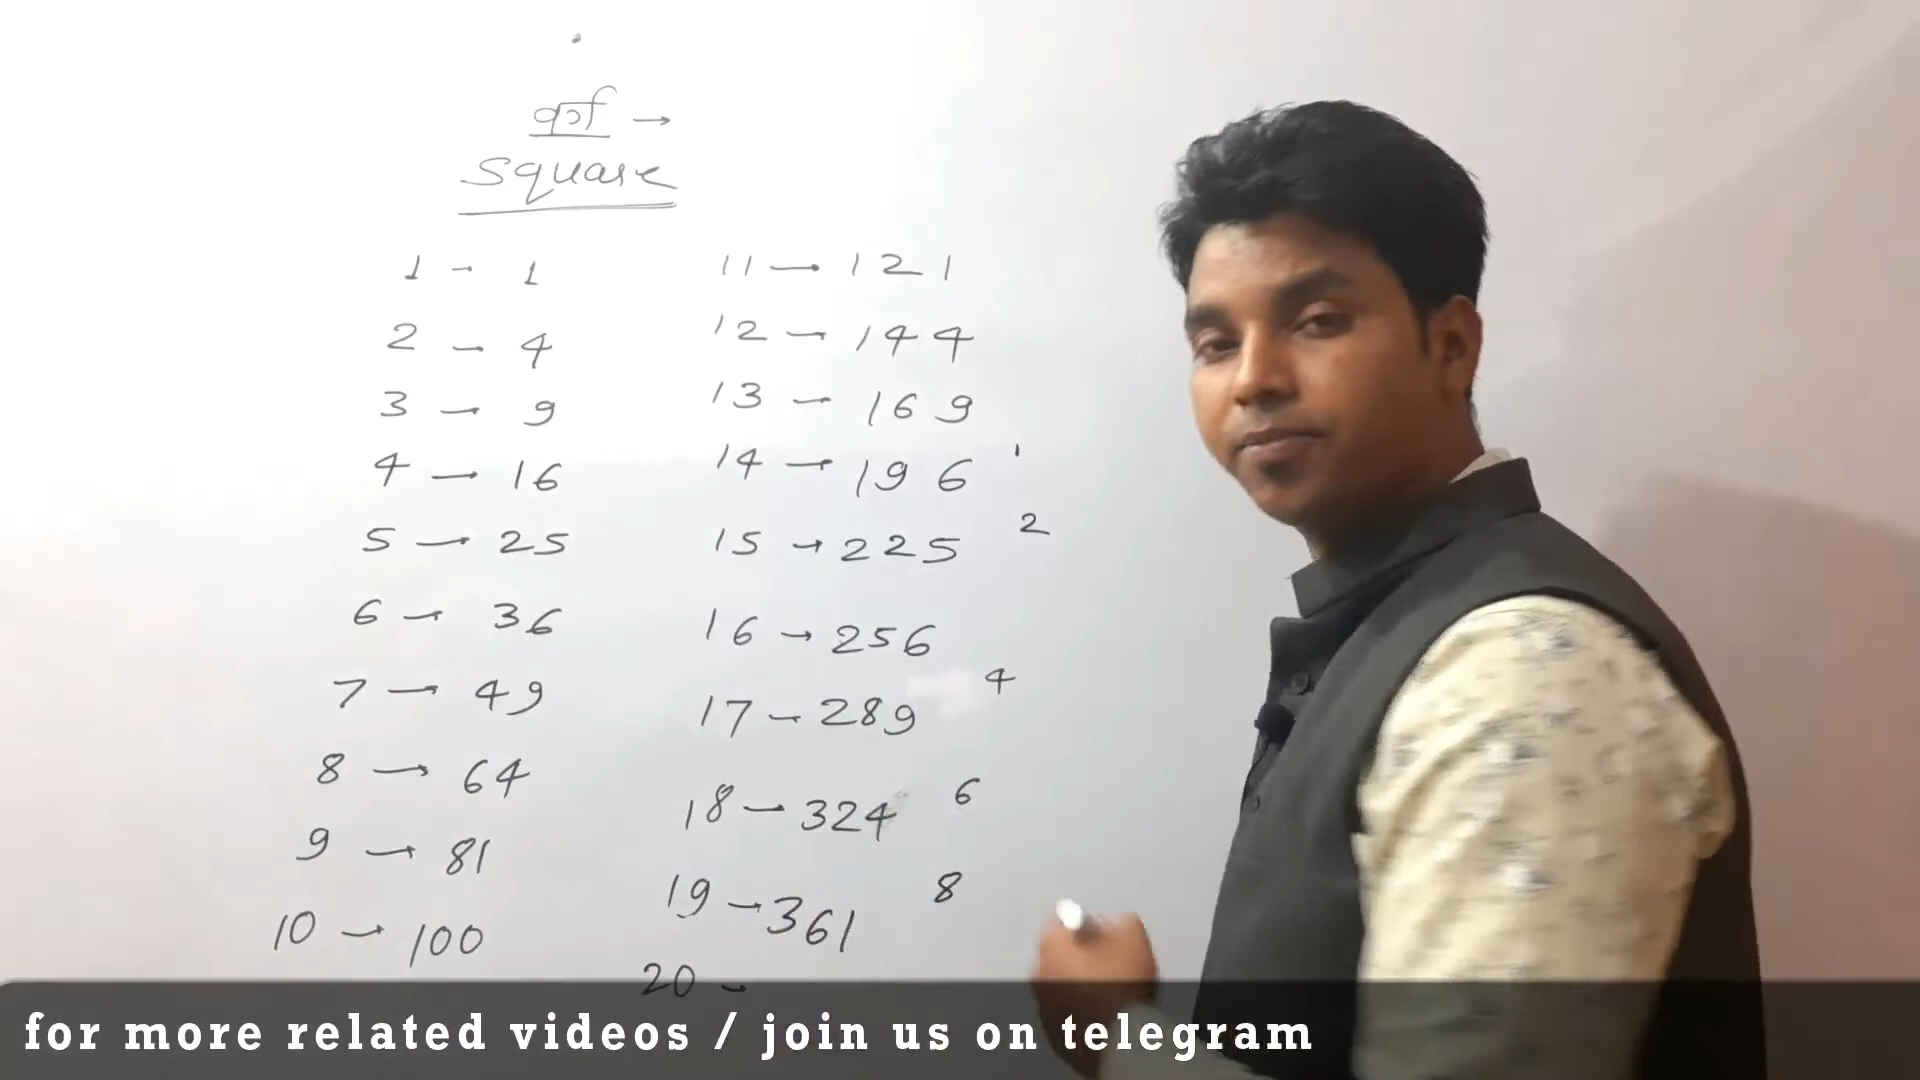 वर्ग →
Square
1 - 1
2 - 4
3 → 9
4 → 16
5 → 25
6 → 36
7 → 49
8 → 64
9 → 81
10 → 100
11 → 121
12 → 144
13 → 169
14 → 196 1
15 → 225 2
16 → 256
17 → 289 4
18 → 324 6
19 → 361 8
20 -
for more related videos / join us on telegram